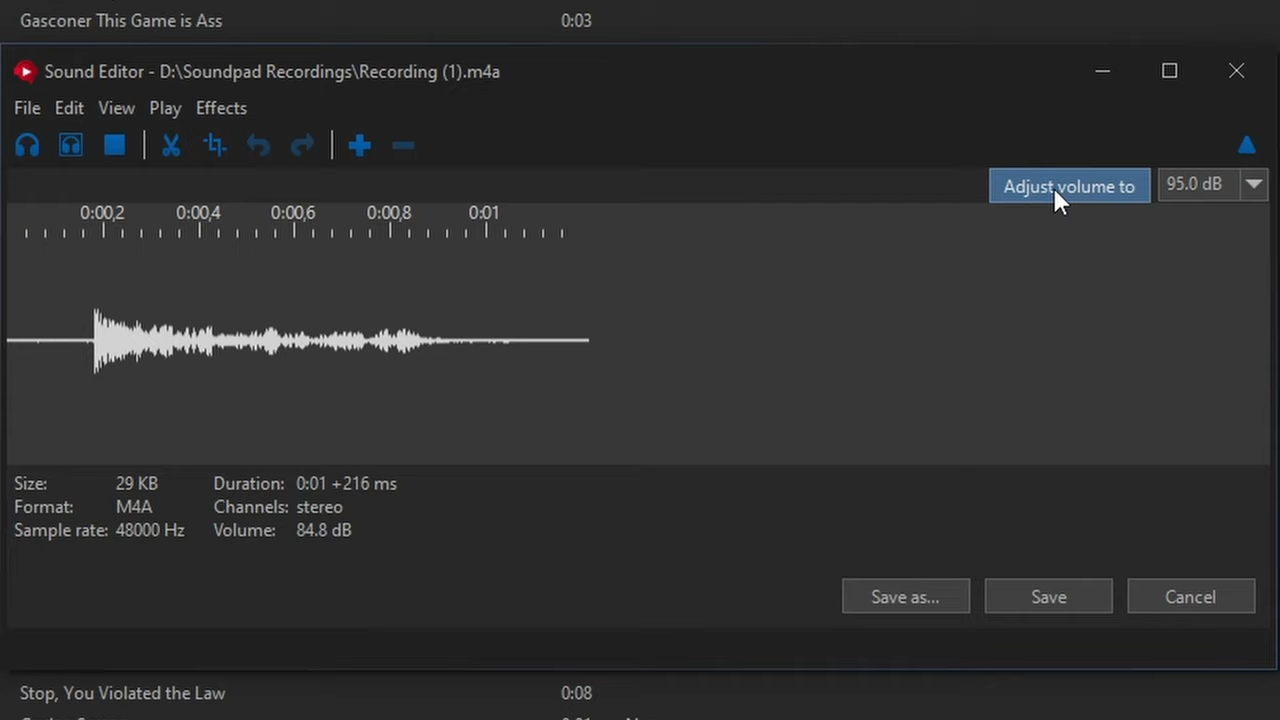 Gasconer This Game is Ass 0:03
Sound Editor - D:\Soundpad Recordings\Recording (1).m4a
File Edit View Play Effects
Adjust volume to 95.0 dB
0:00,2 0:00,4 0:00,6 0:00,8 0:01
Size: 29 KB Duration: 0:01 +216 ms
Format: M4A Channels: stereo
Sample rate: 48000 Hz Volume: 84.8 dB
Save as... Save Cancel
Stop, You Violated the Law 0:08